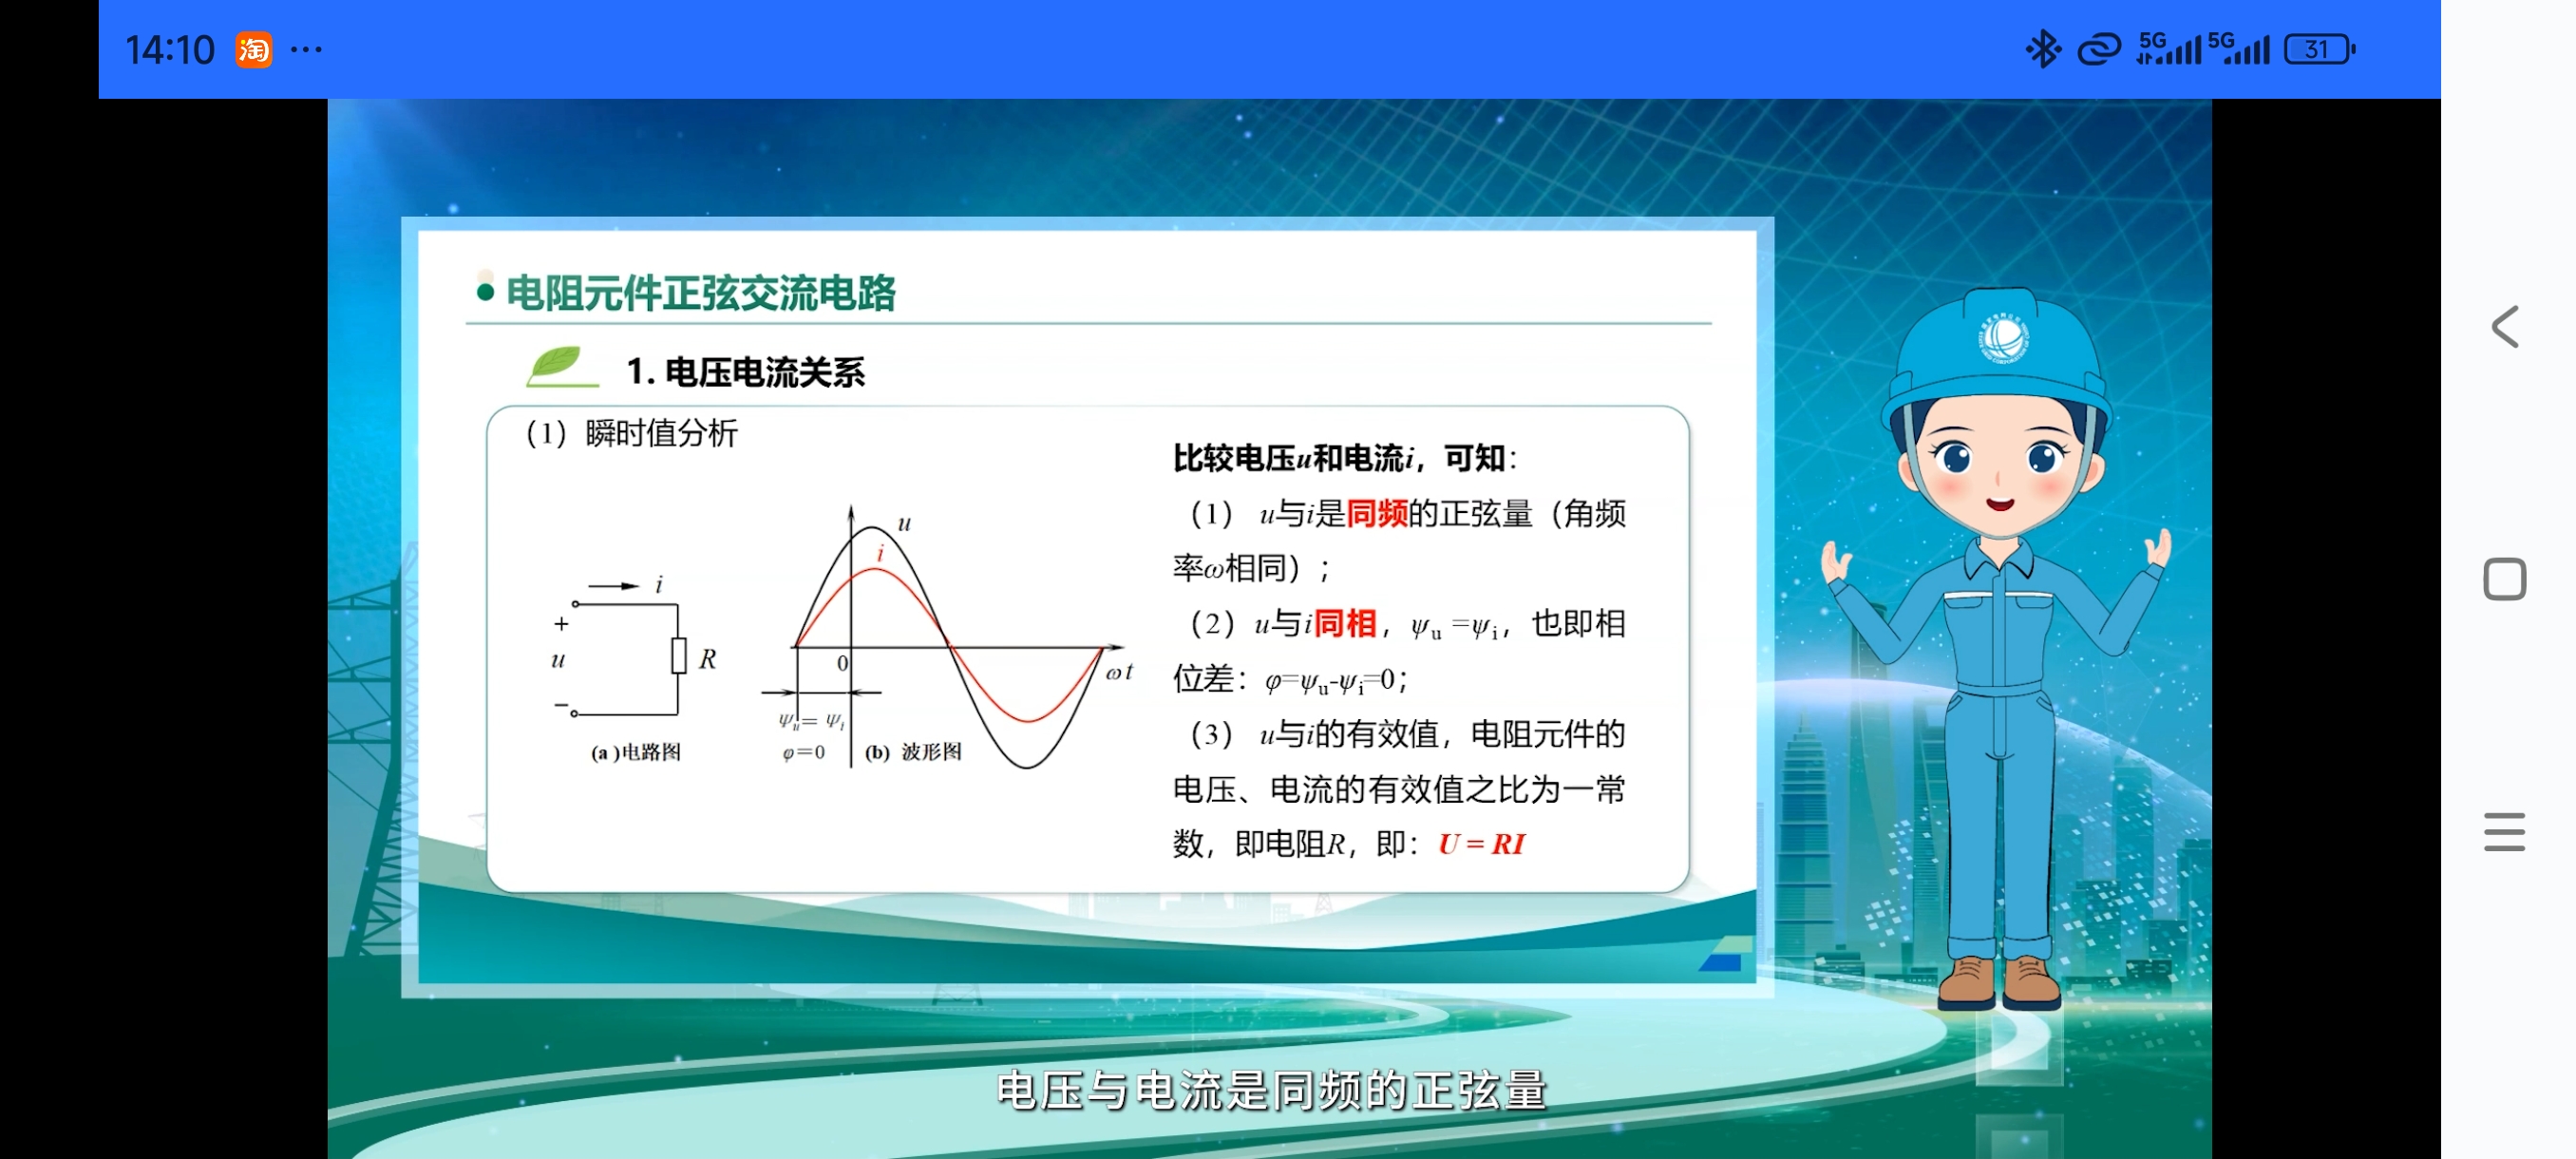 14:10 淘 ···
5G 5G 31
电阻元件正弦交流电路
1. 电压电流关系
（1）瞬时值分析
i
+
u
−
R
(a )电路图
u
i
0
ωt
ψu= ψi
φ=0
(b) 波形图
比较电压u和电流i，可知：
（1） u与i是同频的正弦量（角频
率ω相同）；
（2）u与i同相，ψu =ψi，也即相
位差：φ=ψu-ψi=0；
（3） u与i的有效值，电阻元件的
电压、电流的有效值之比为一常
数，即电阻R，即：U = RI
电压与电流是同频的正弦量